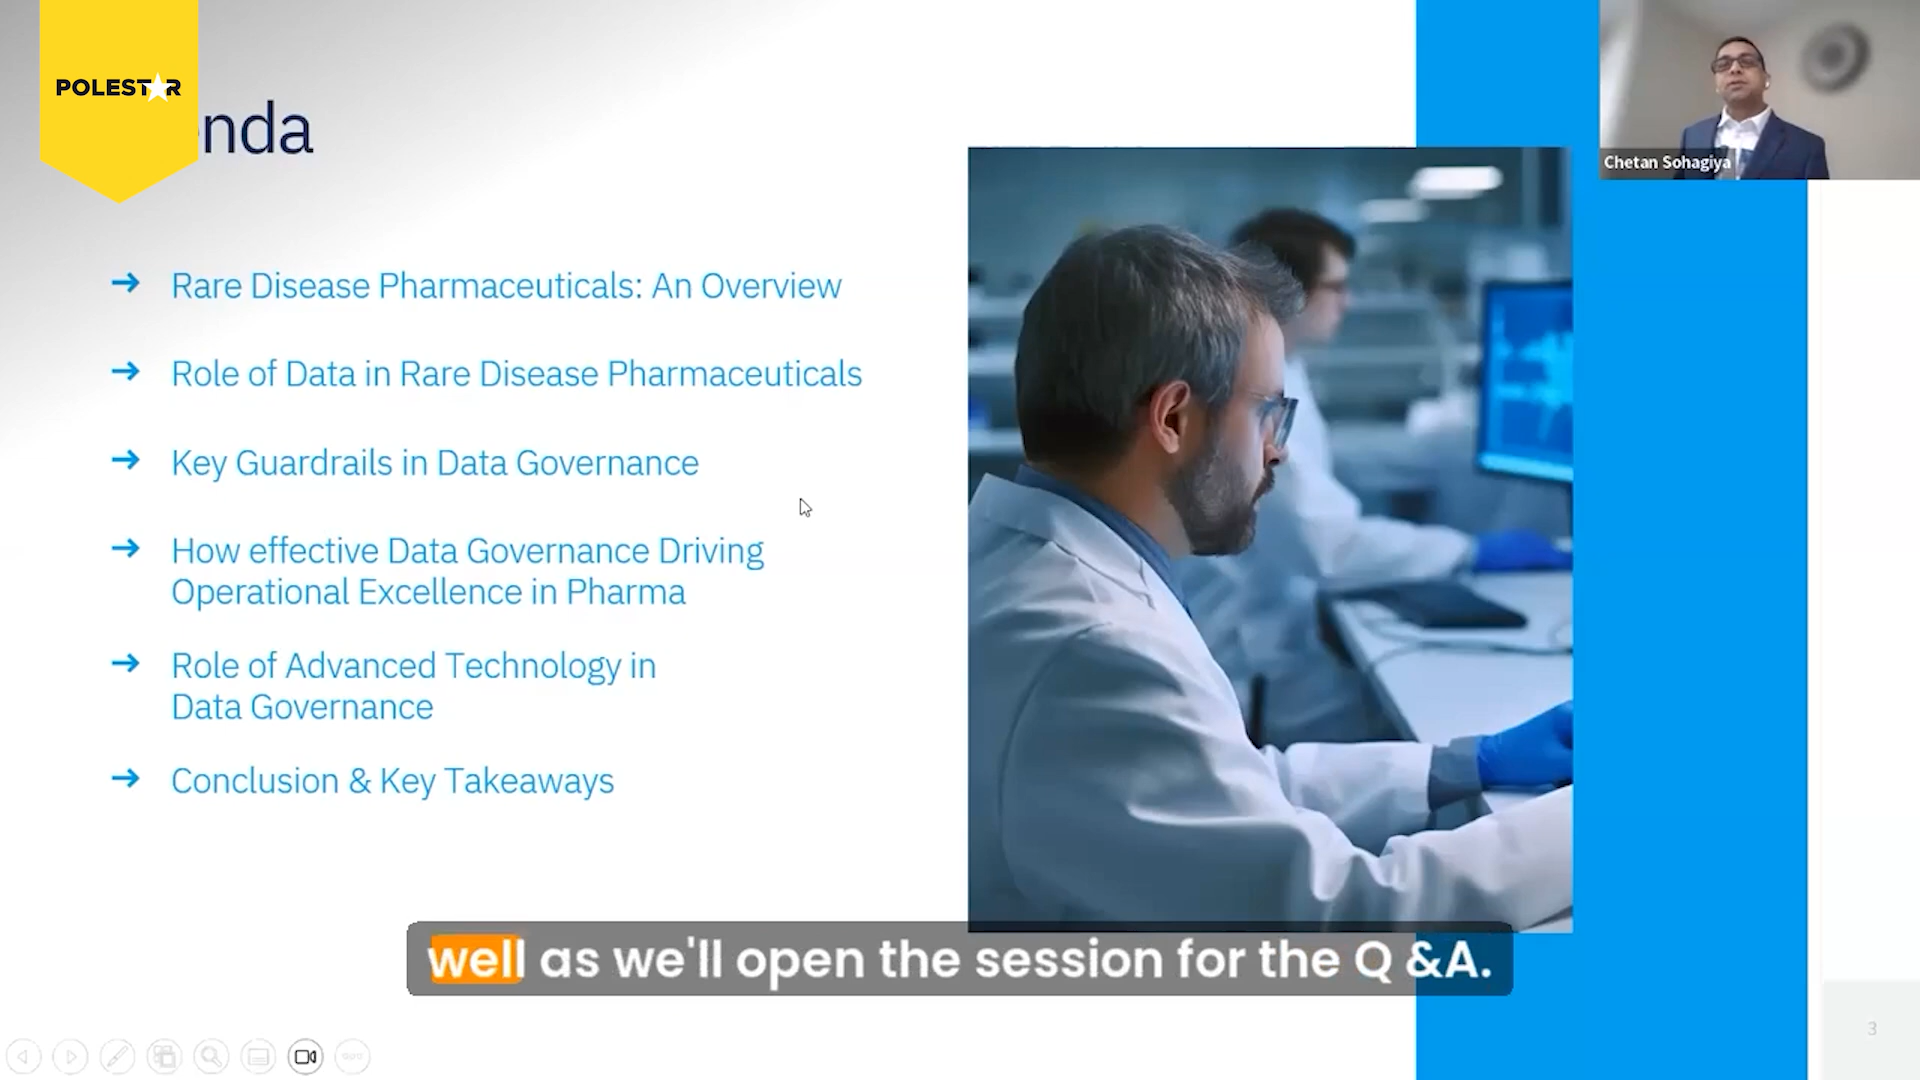 POLESTAR
nda
Chetan Sohagiya
Rare Disease Pharmaceuticals: An Overview
Role of Data in Rare Disease Pharmaceuticals
Key Guardrails in Data Governance
How effective Data Governance Driving
Operational Excellence in Pharma
Role of Advanced Technology in
Data Governance
Conclusion & Key Takeaways
well as we'll open the session for the Q &A.
3